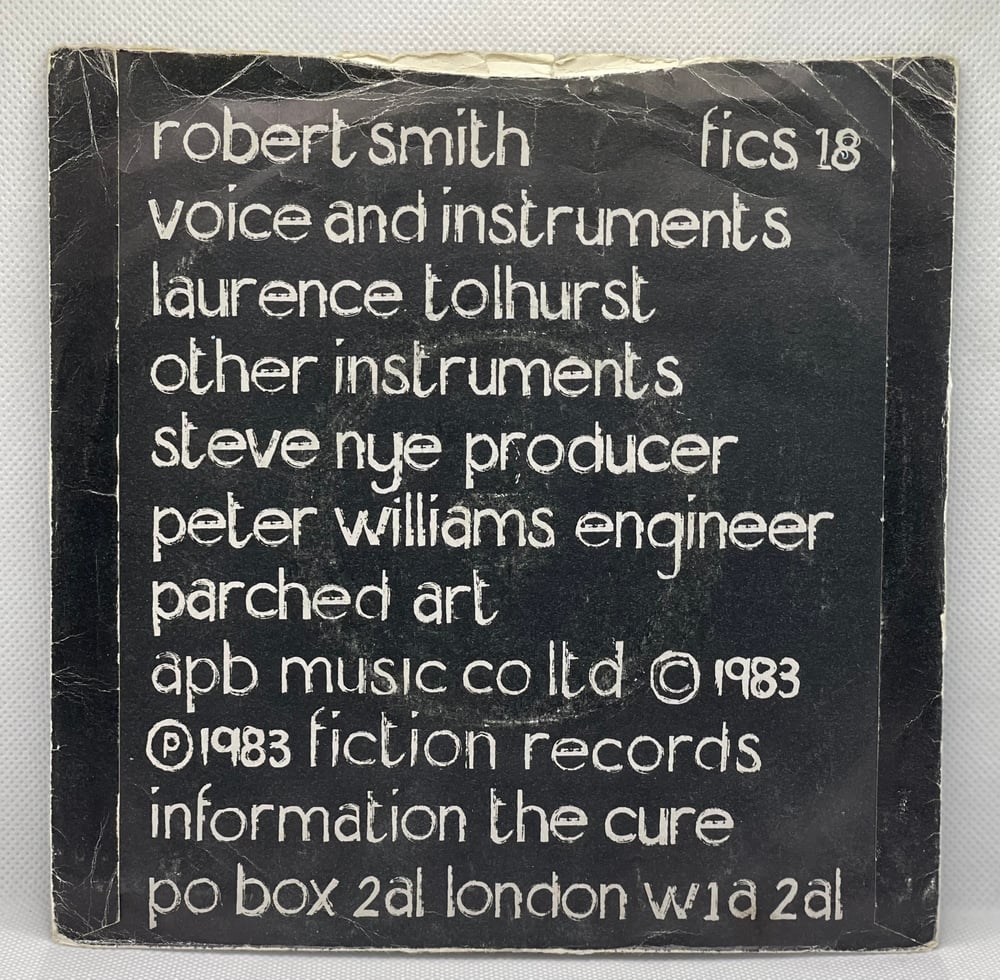 robert smith fics 18
voice and instruments
laurence tolhurst
other instruments
steve nye producer
peter williams engineer
parched art
apb music co ltd © 1983
℗ 1983 fiction records
information the cure
po box 2al london w1a 2al